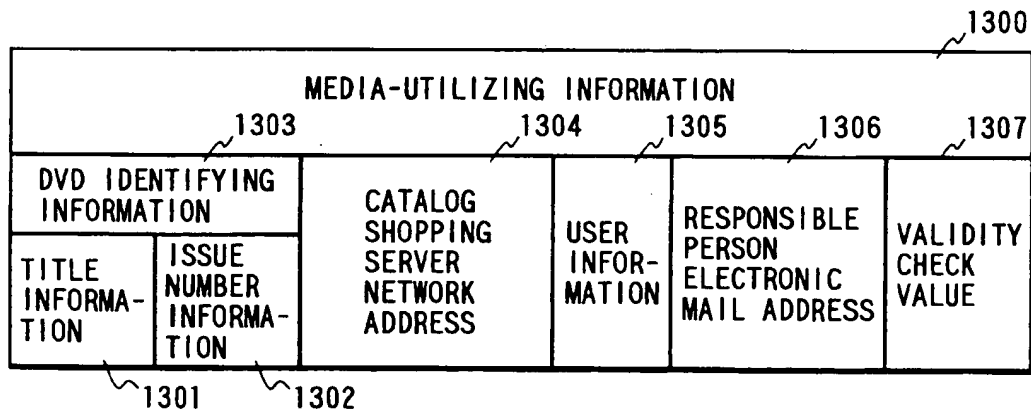 1300
MEDIA-UTILIZING INFORMATION
1303
1304
1305
1306
1307
DVD IDENTIFYING
INFORMATION
TITLE
INFORMA-
TION
ISSUE
NUMBER
INFORMA-
TION
CATALOG
SHOPPING
SERVER
NETWORK
ADDRESS
USER
INFOR-
MATION
RESPONSIBLE
PERSON
ELECTRONIC
MAIL ADDRESS
VALIDITY
CHECK
VALUE
1301
1302